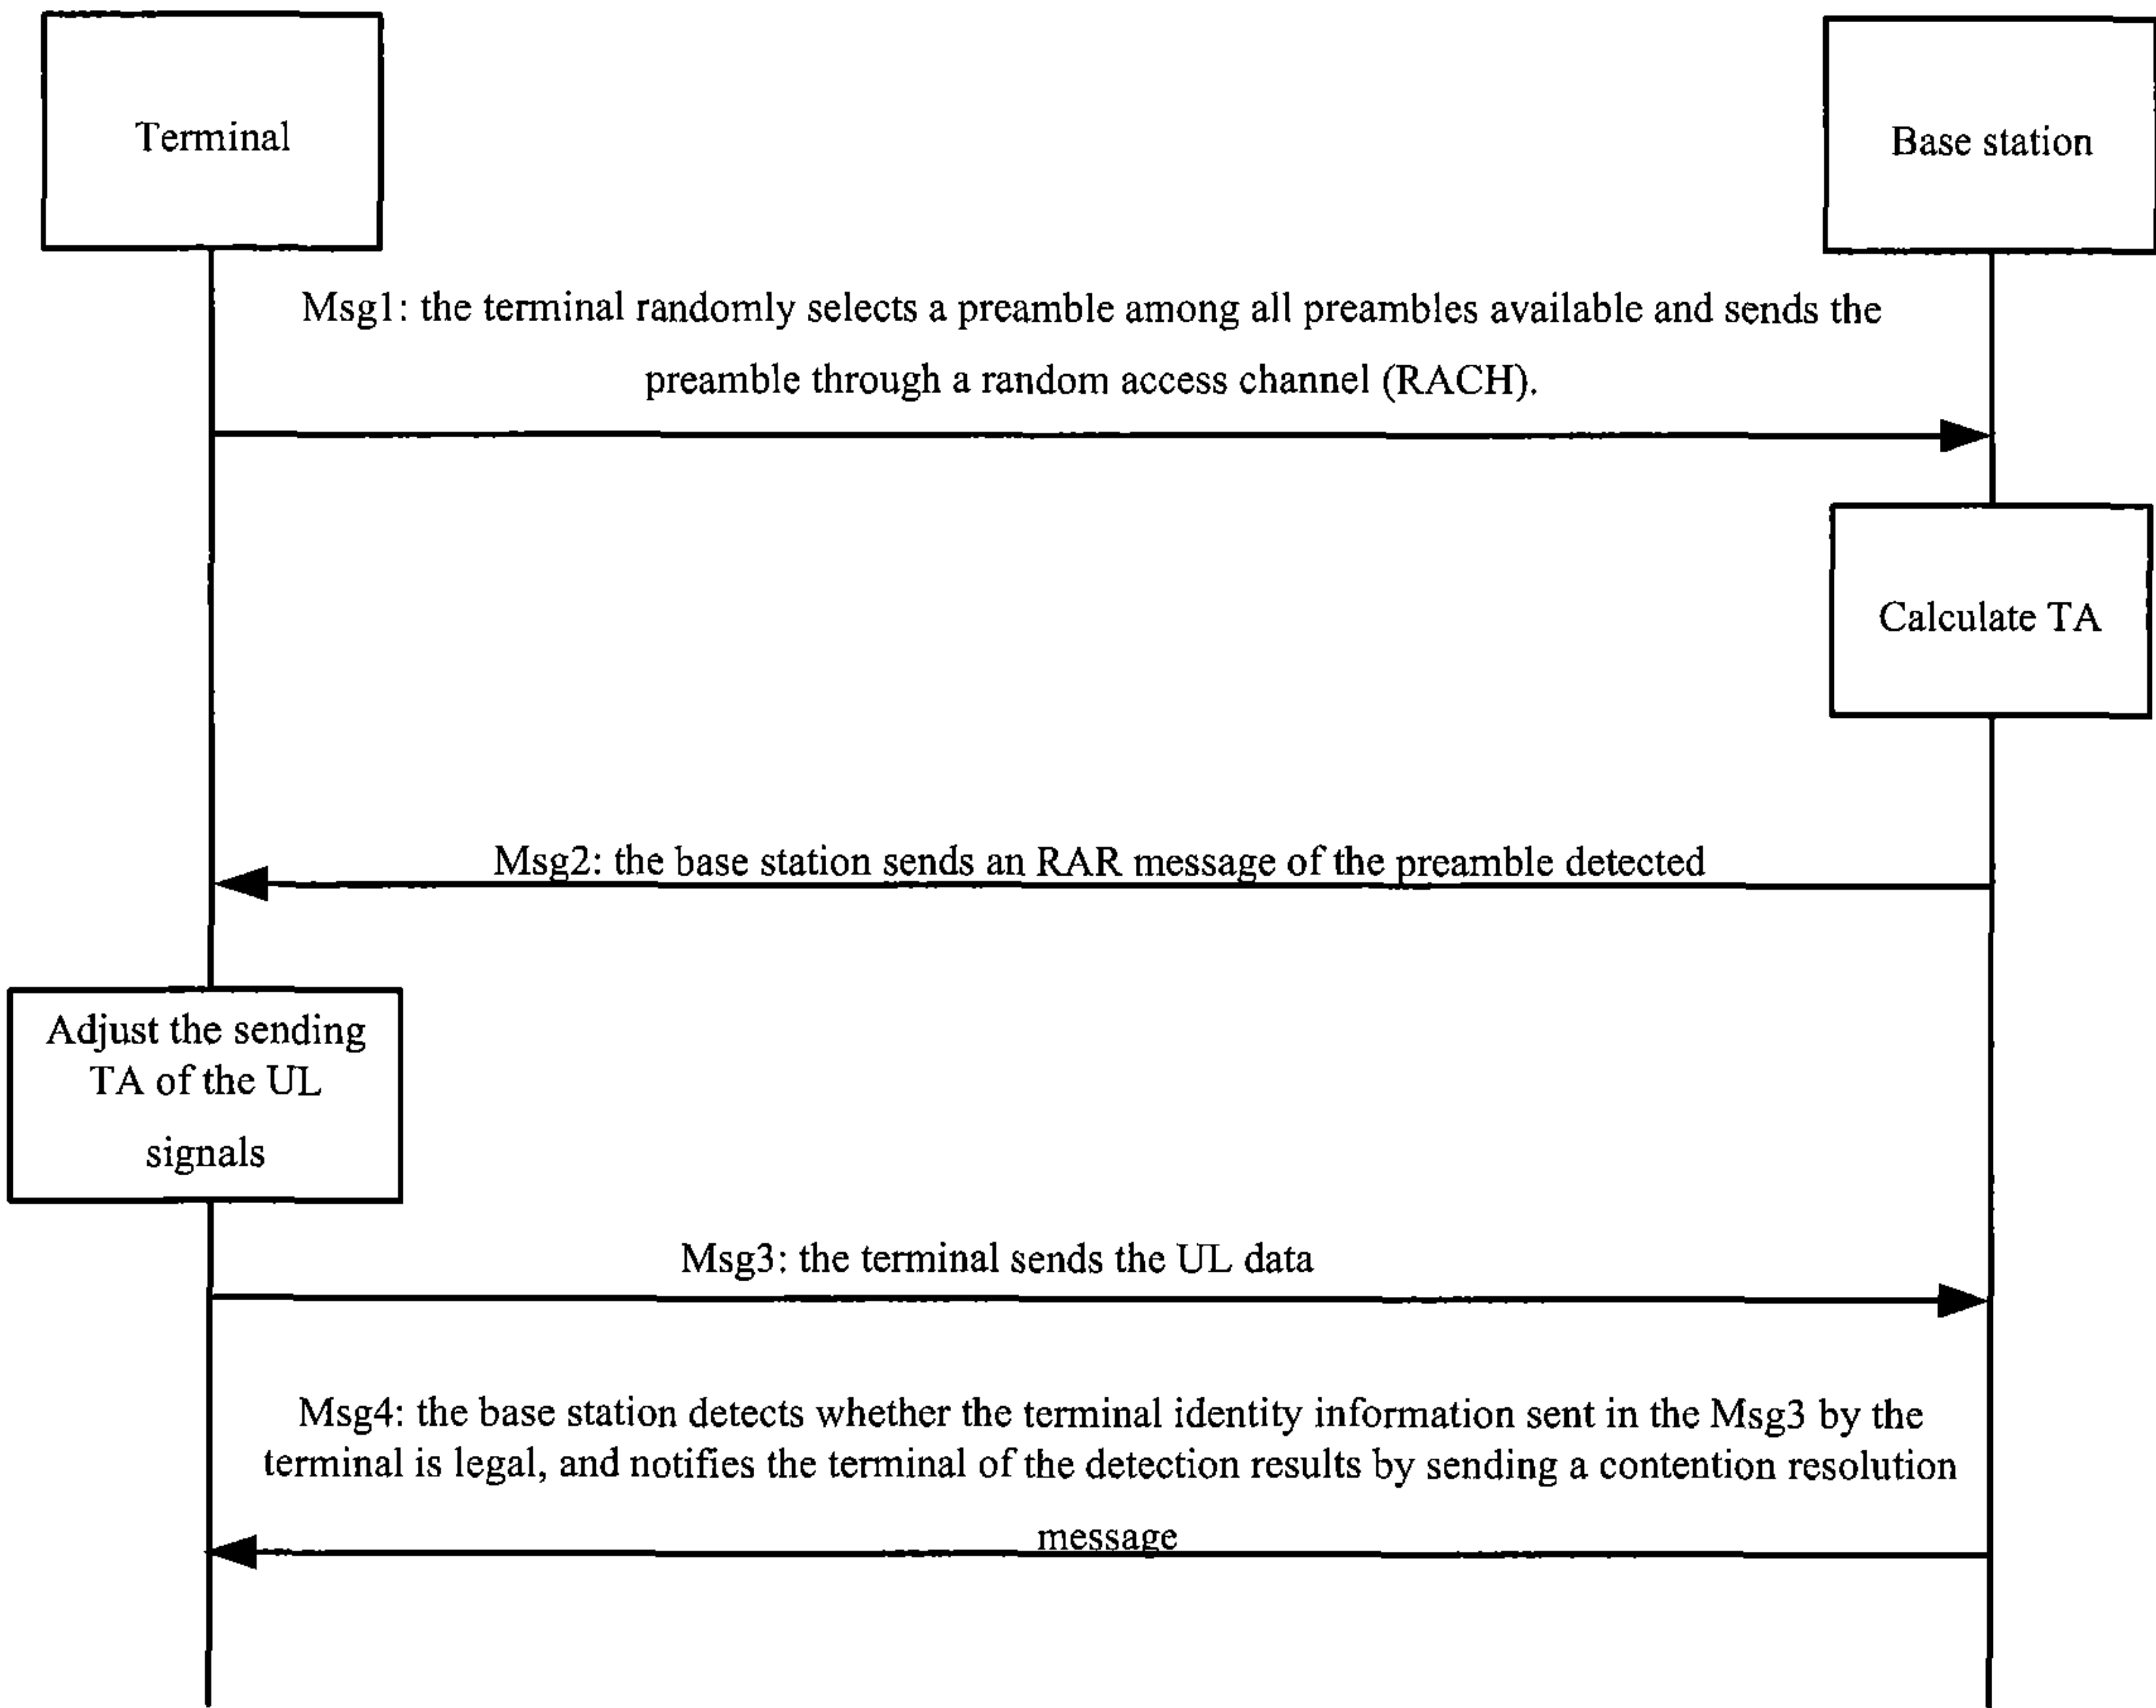 Terminal
Base station
Msg1: the terminal randomly selects a preamble among all preambles available and sends the
preamble through a random access channel (RACH).
Calculate TA
Msg2: the base station sends an RAR message of the preamble detected
Adjust the sending
TA of the UL
signals
Msg3: the terminal sends the UL data
Msg4: the base station detects whether the terminal identity information sent in the Msg3 by the
terminal is legal, and notifies the terminal of the detection results by sending a contention resolution
message